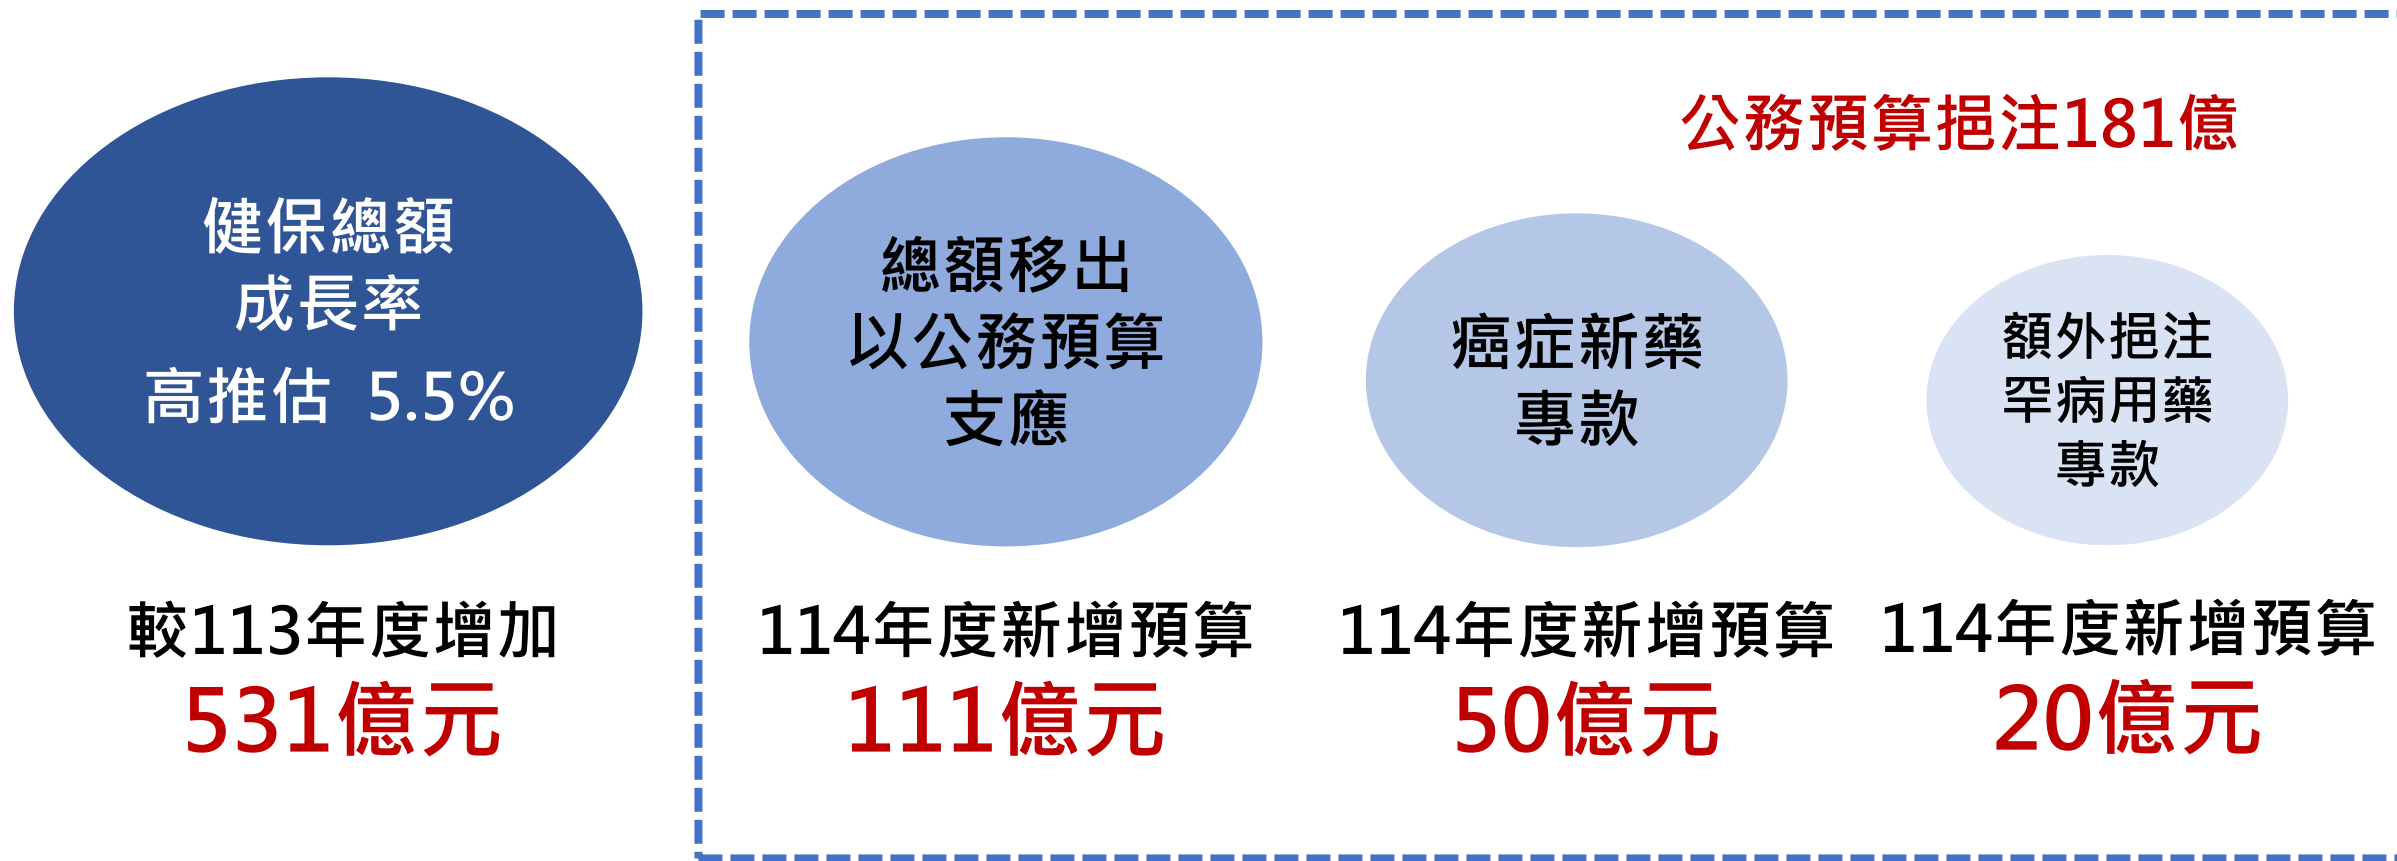 健保總額
成長率
高推估 5.5%
較113年度增加
531億元
公務預算挹注181億
總額移出
以公務預算
支應
114年度新增預算
111億元
癌症新藥
專款
114年度新增預算
50億元
額外挹注
罕病用藥
專款
114年度新增預算
20億元